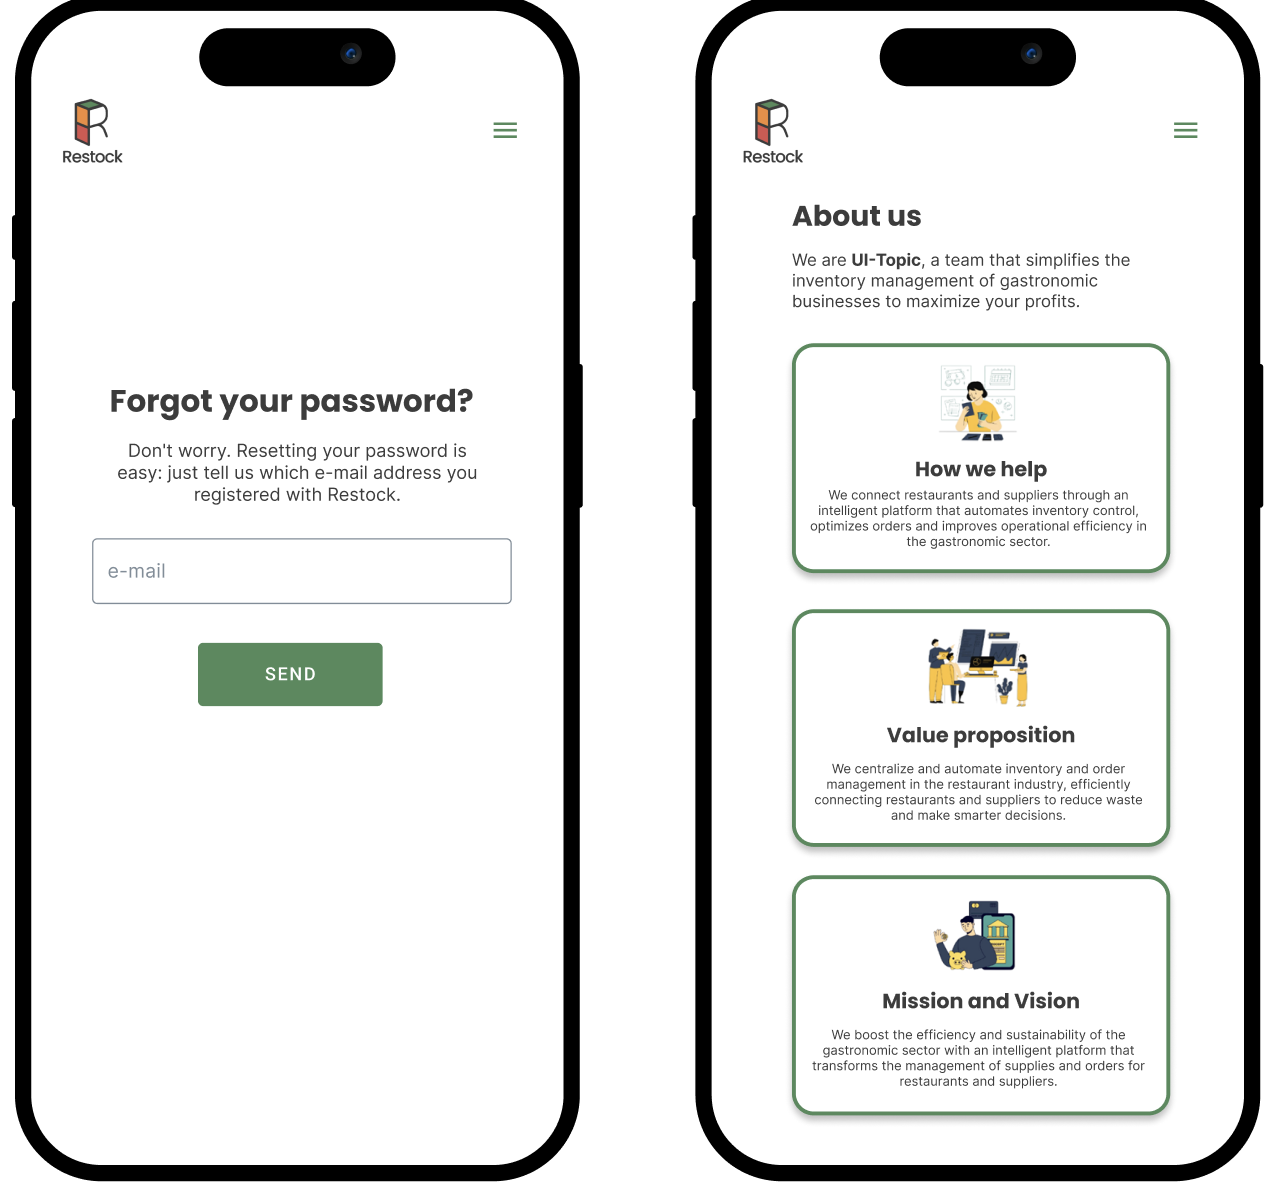 Restock
Forgot your password?
Don't worry. Resetting your password is
easy: just tell us which e-mail address you
registered with Restock.
e-mail
SEND
Restock
About us
We are UI-Topic, a team that simplifies the
inventory management of gastronomic
businesses to maximize your profits.
How we help
We connect restaurants and suppliers through an
intelligent platform that automates inventory control,
optimizes orders and improves operational efficiency in
the gastronomic sector.
Value proposition
We centralize and automate inventory and order
management in the restaurant industry, efficiently
connecting restaurants and suppliers to reduce waste
and make smarter decisions.
Mission and Vision
We boost the efficiency and sustainability of the
gastronomic sector with an intelligent platform that
transforms the management of supplies and orders for
restaurants and suppliers.